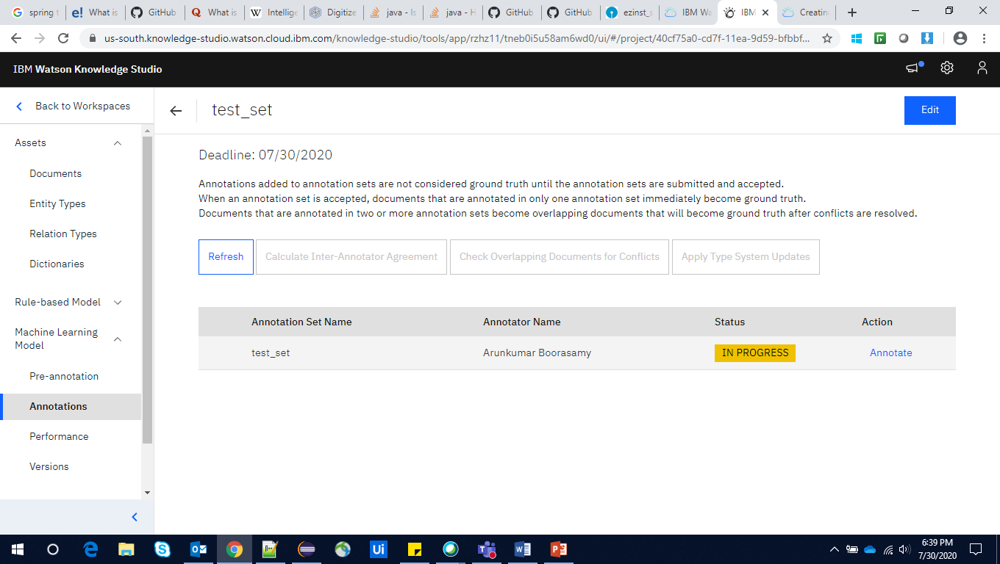 spring t
What is
GitHub
What is
Intellige
Digitize
java - Is
java - H
GitHub
GitHub
ezinst_s
IBM Wa
IBM
Creatin
us-south.knowledge-studio.watson.cloud.ibm.com/knowledge-studio/tools/app/rzhz11/tneb0i5u58am6wd0/ui/#/project/40cf75a0-cd7f-11ea-9d59-bfbbf...
IBM Watson Knowledge Studio
Back to Workspaces
test_set
Edit
Assets
Documents
Entity Types
Relation Types
Dictionaries
Rule-based Model
Machine Learning
Model
Pre-annotation
Annotations
Performance
Versions
Deadline: 07/30/2020
Annotations added to annotation sets are not considered ground truth until the annotation sets are submitted and accepted.
When an annotation set is accepted, documents that are annotated in only one annotation set immediately become ground truth.
Documents that are annotated in two or more annotation sets become overlapping documents that will become ground truth after conflicts are resolved.
Refresh
Calculate Inter-Annotator Agreement
Check Overlapping Documents for Conflicts
Apply Type System Updates
Annotation Set Name Annotator Name Status Action
test_set Arunkumar Boorasamy IN PROGRESS Annotate
6:39 PM
7/30/2020